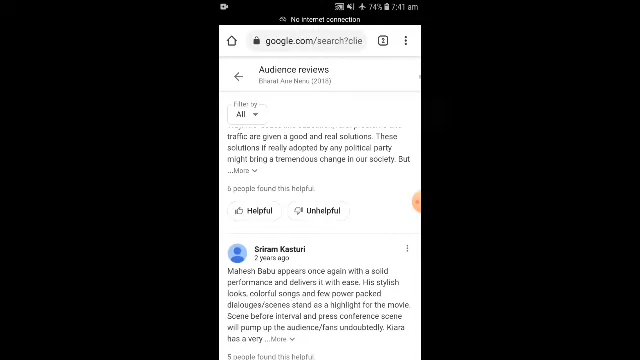 74% 7:41 am
No internet connection
google.com/search?clie
2
Audience reviews
Bharat Ane Nenu (2018)
Filter by
All
traffic are given a good and real solutions. These
solutions if really adopted by any political party
might bring a tremendous change in our society. But
...More
6 people found this helpful.
Helpful Unhelpful
Sriram Kasturi
2 years ago
Mahesh Babu appears once again with a solid
performance and delivers it with ease. His stylish
looks, colorful songs and few power packed
dialouges/scenes stand as a highlight for the movie.
Scene before interval and press conference scene
will pump up the audience/fans undoubtedly. Kiara
has a very ...More
5 people found this helpful.